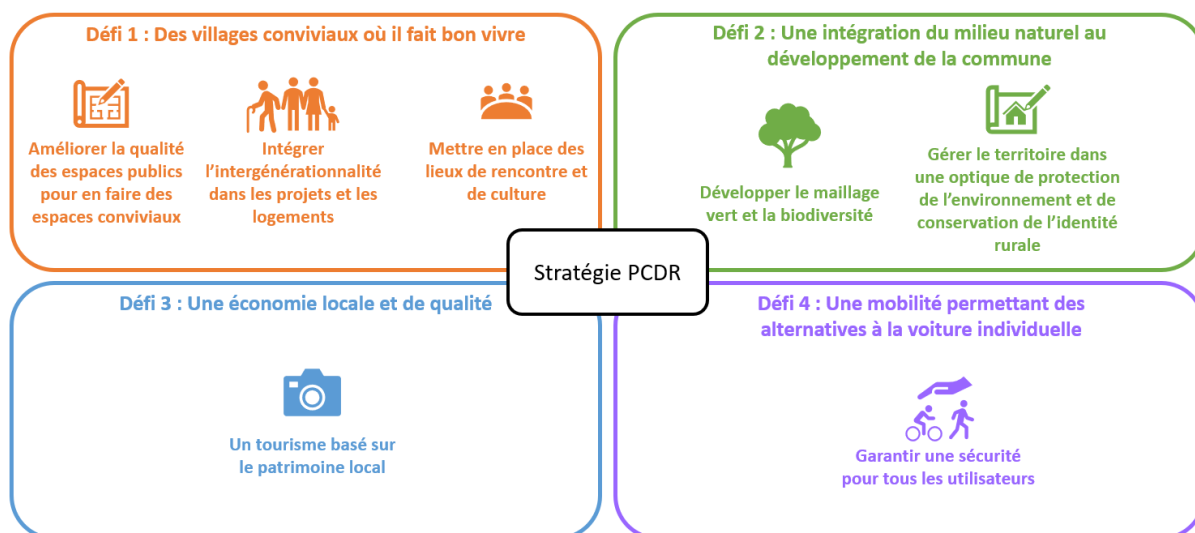 Défi 1 : Des villages conviviaux où il fait bon vivre
Améliorer la qualité
des espaces publics
pour en faire des
espaces conviviaux
Intégrer
l’intergénérationnalité
dans les projets et les
logements
Mettre en place des
lieux de rencontre et
de culture
Défi 2 : Une intégration du milieu naturel au
développement de la commune
Développer le maillage
vert et la biodiversité
Gérer le territoire dans
une optique de protection
de l’environnement et de
conservation de l’identité
rurale
Stratégie PCDR
Défi 3 : Une économie locale et de qualité
Un tourisme basé sur
le patrimoine local
Défi 4 : Une mobilité permettant des
alternatives à la voiture individuelle
Garantir une sécurité
pour tous les utilisateurs